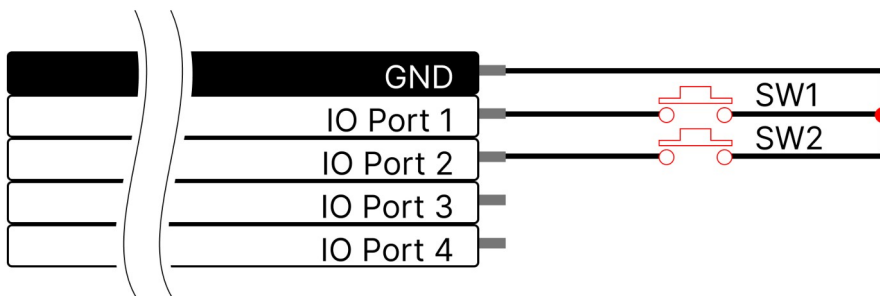 GND
IO Port 1
SW1
IO Port 2
SW2
IO Port 3
IO Port 4